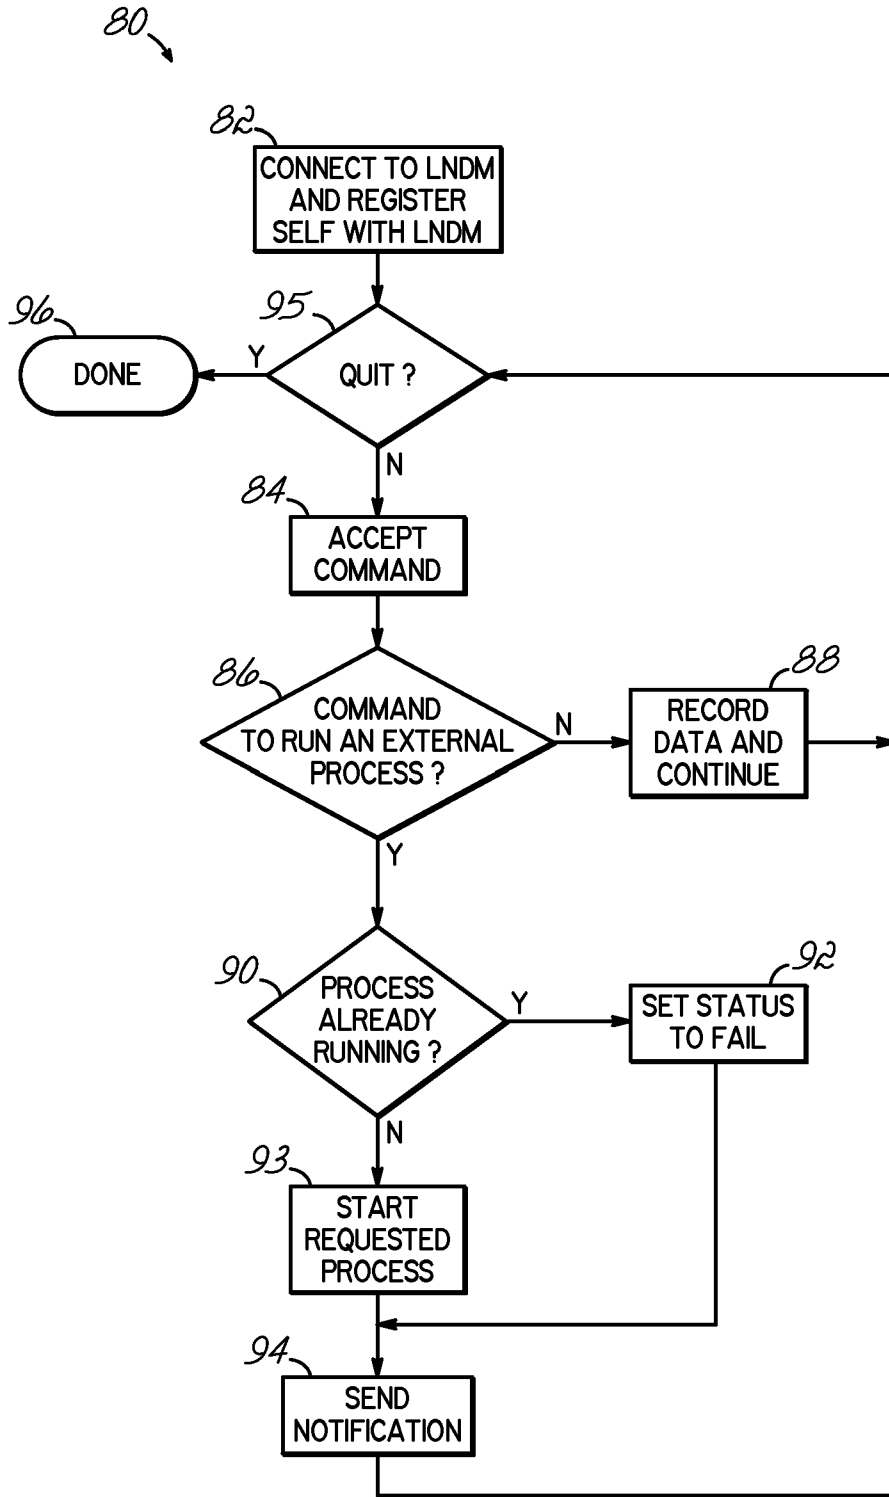 80
82
CONNECT TO LNDM
AND REGISTER
SELF WITH LNDM
95
96
DONE
Y
QUIT ?
N
84
ACCEPT
COMMAND
86
COMMAND
TO RUN AN EXTERNAL
PROCESS ?
N
88
RECORD
DATA AND
CONTINUE
Y
90
PROCESS
ALREADY
RUNNING ?
Y
92
SET STATUS
TO FAIL
N
93
START
REQUESTED
PROCESS
94
SEND
NOTIFICATION